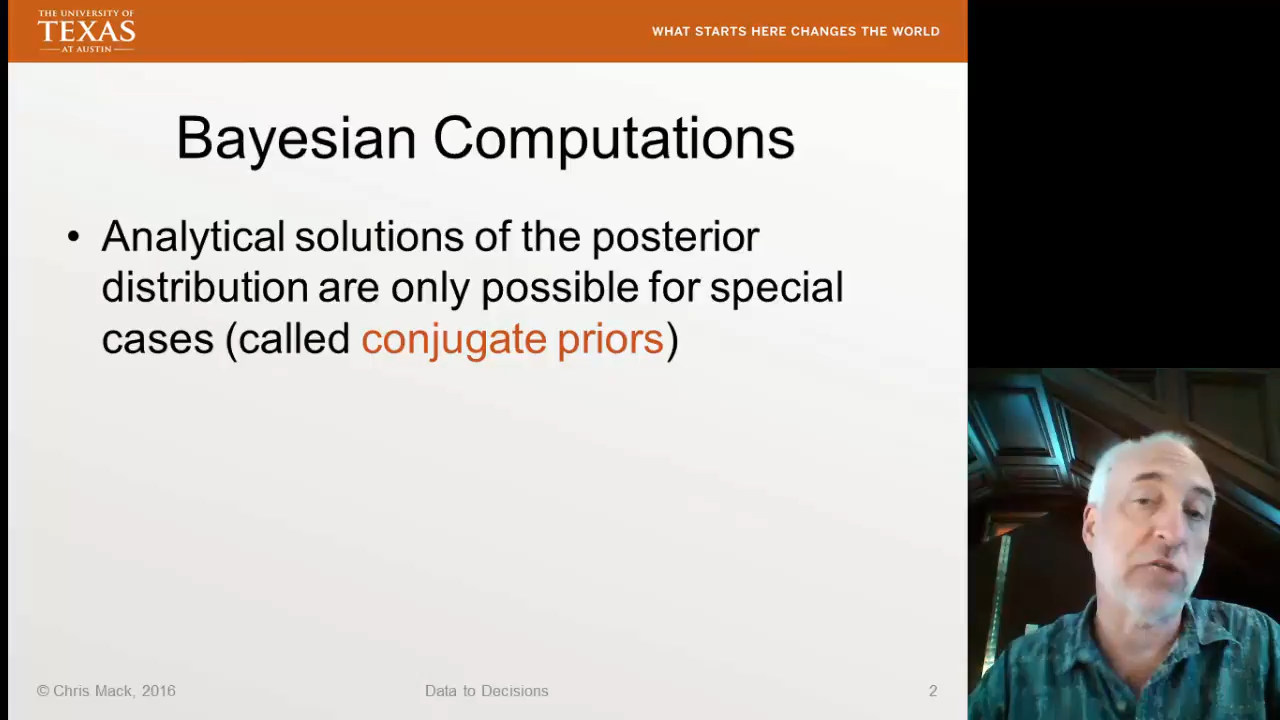 THE UNIVERSITY OF
TEXAS
AT AUSTIN
WHAT STARTS HERE CHANGES THE WORLD
Bayesian Computations
• Analytical solutions of the posterior
distribution are only possible for special
cases (called conjugate priors)
© Chris Mack, 2016
Data to Decisions
2